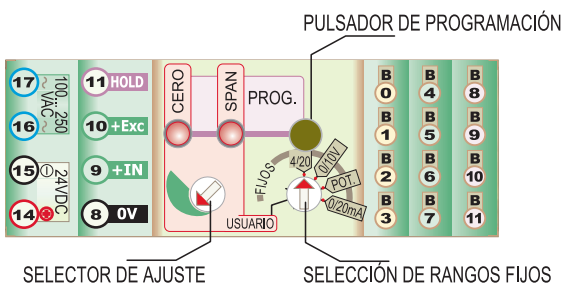 PULSADOR DE PROGRAMACIÓN
17 100... 250
~ VAC ~
16
15 24VDC
14
11 HOLD
10 +Exc
9 +IN
8 0V
CERO
SPAN
PROG.
FIJOS
4/20
0/10V
POT.
0/20mA
USUARIO
B 0
B 1
B 2
B 3
B 4
B 5
B 6
B 7
B 8
B 9
B 10
B 11
SELECTOR DE AJUSTE
SELECCIÓN DE RANGOS FIJOS